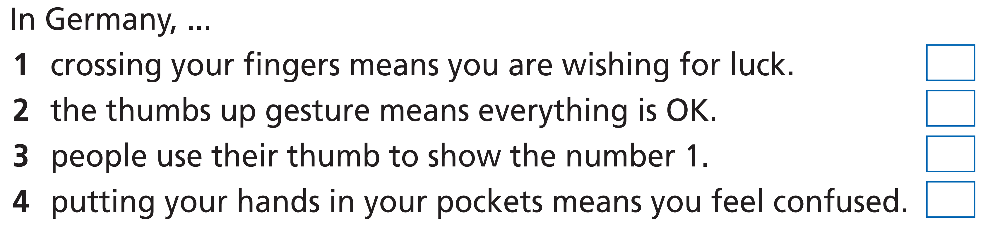 In Germany, ...
1 crossing your fingers means you are wishing for luck.
2 the thumbs up gesture means everything is OK.
3 people use their thumb to show the number 1.
4 putting your hands in your pockets means you feel confused.